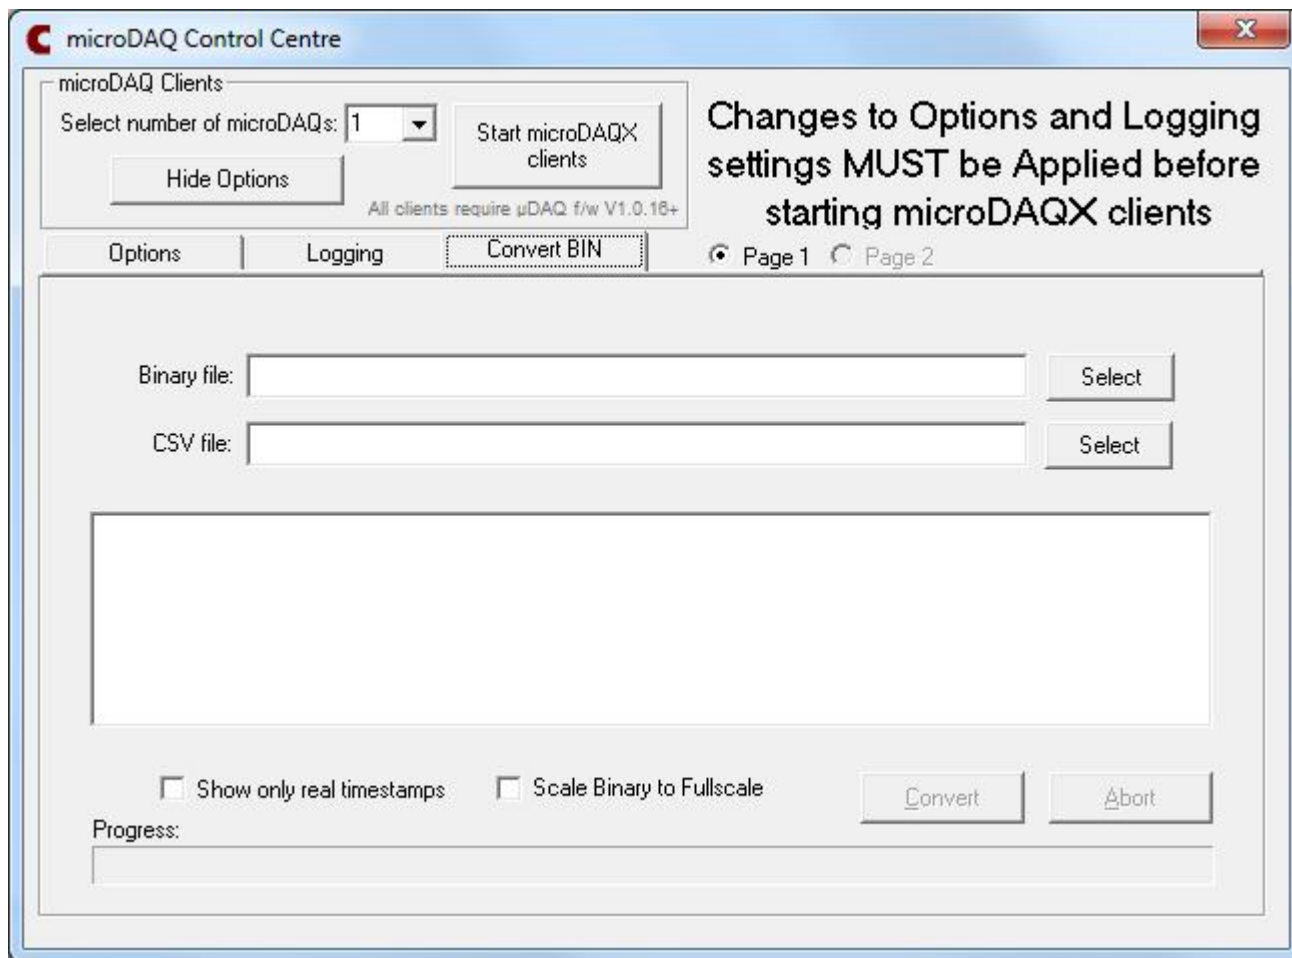 microDAQ Control Centre
X
microDAQ Clients
Select number of microDAQs: 1
Start microDAQX
clients
Hide Options
All clients require µDAQ f/w V1.0.16+
Changes to Options and Logging
settings MUST be Applied before
starting microDAQX clients
Options Logging Convert BIN
Page 1 Page 2
Binary file: Select
CSV file: Select
Show only real timestamps Scale Binary to Fullscale Convert Abort
Progress: